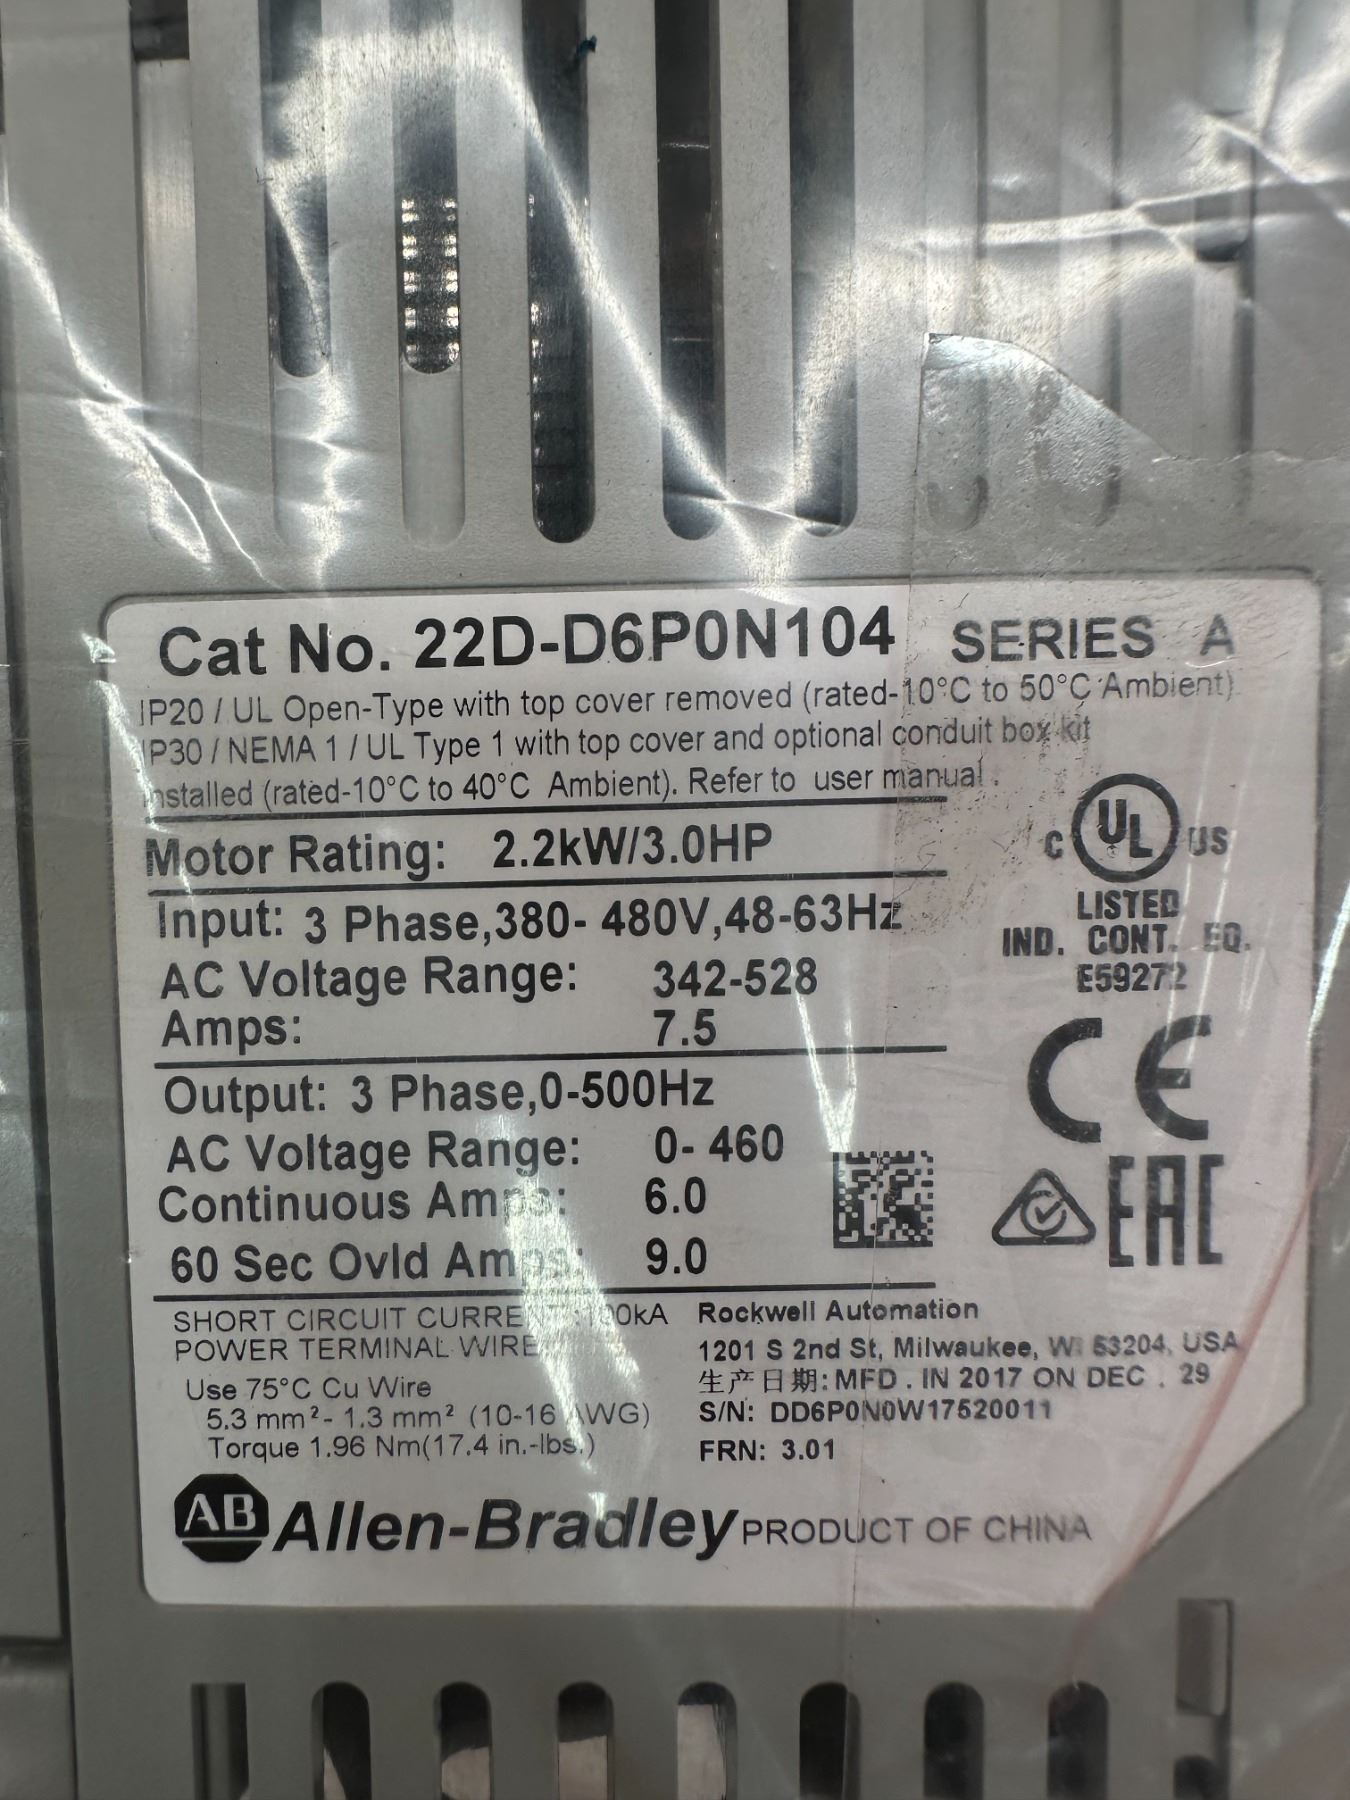 Cat No. 22D-D6P0N104 SERIES A
IP20 / UL Open-Type with top cover removed (rated-10°C to 50°C Ambient)
IP30 / NEMA 1 / UL Type 1 with top cover and optional conduit box kit
installed (rated-10°C to 40°C Ambient). Refer to user manual.
Motor Rating: 2.2kW/3.0HP
Input: 3 Phase,380- 480V,48-63Hz
AC Voltage Range: 342-528
Amps: 7.5
C UL US
LISTED
IND. CONT. EQ.
E59272
CE
EAC
Output: 3 Phase,0-500Hz
AC Voltage Range: 0- 460
Continuous Amps: 6.0
60 Sec Ovld Amps: 9.0
SHORT CIRCUIT CURRENT :100kA
POWER TERMINAL WIRE
Use 75°C Cu Wire
5.3 mm²- 1.3 mm² (10-16 AWG)
Torque 1.96 Nm(17.4 in.-lbs.)
Rockwell Automation
1201 S 2nd St, Milwaukee, WI 53204, USA
生产日期:MFD . IN 2017 ON DEC . 29
S/N: DD6P0N0W17520011
FRN: 3.01
AB Allen-Bradley PRODUCT OF CHINA